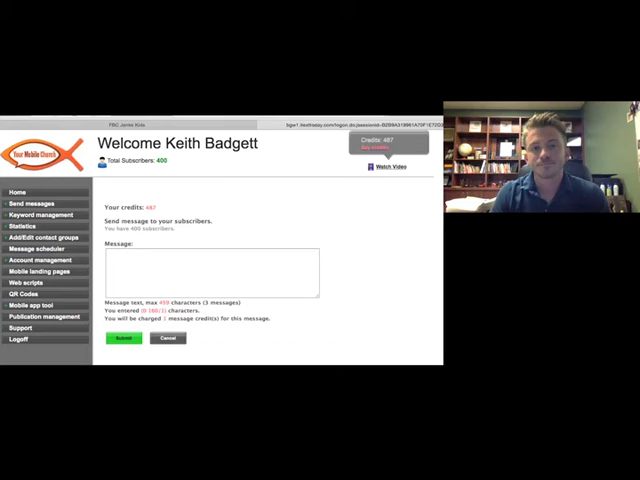 FBC Jenks Kids
Your Mobile Church
Welcome Keith Badgett
Total Subscribers: 400
Credits: 487
Buy credits
Watch Video
Home
Send messages
Keyword management
Statistics
Add/Edit contact groups
Message scheduler
Account management
Mobile landing pages
Web scripts
QR Codes
Mobile app tool
Publication management
Support
Logoff
Your credits: 487
Send message to your subscribers.
You have 400 subscribers.
Message:
Message text, max 459 characters (3 messages)
You entered (0 160/1) characters.
You will be charged 1 message credit(s) for this message.
Submit
Cancel